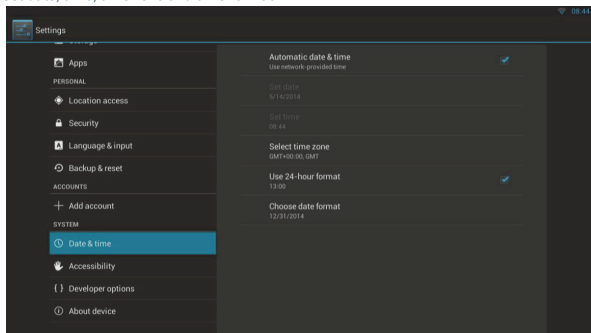 08:44
Settings
Storage
Apps
PERSONAL
Location access
Security
Language & input
Backup & reset
ACCOUNTS
Add account
SYSTEM
Date & time
Accessibility
Developer options
About device
Automatic date & time
Use network-provided time
Set date
5/14/2014
Set time
08:44
Select time zone
GMT+00:00, GMT
Use 24-hour format
13:00
Choose date format
12/31/2014